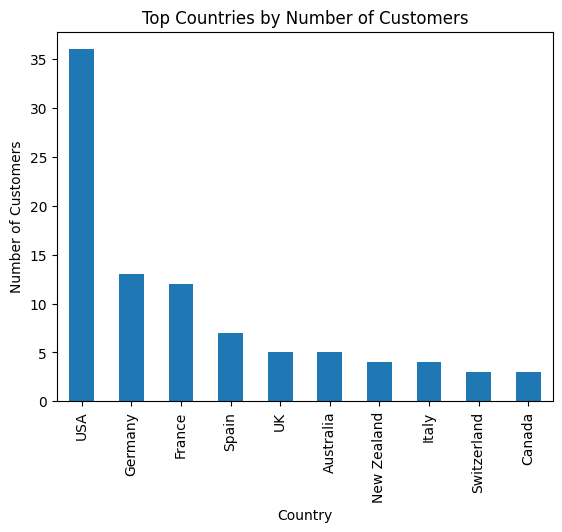 Top Countries by Number of Customers
Number of Customers
35
30
25
20
15
10
5
0
USA
Germany
France
Spain
UK
Australia
New Zealand
Italy
Switzerland
Canada
Country